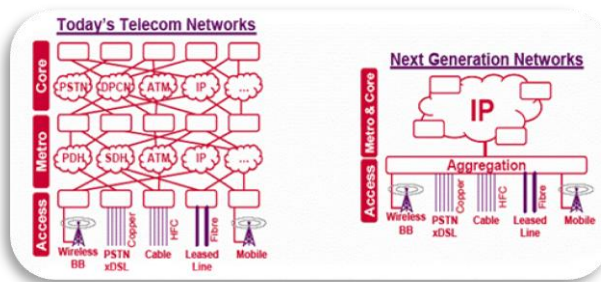 Today's Telecom Networks
Core
PSTN DPCN ATM IP ...
Metro
PDH SDH ATM IP ...
Access
Copper HFC Fibre
Wireless BB
PSTN xDSL
Cable
Leased Line
Mobile
Next Generation Networks
Metro & Core
IP
Aggregation
Access
Copper HFC Fibre
Wireless BB
PSTN xDSL
Cable
Leased Line
Mobile